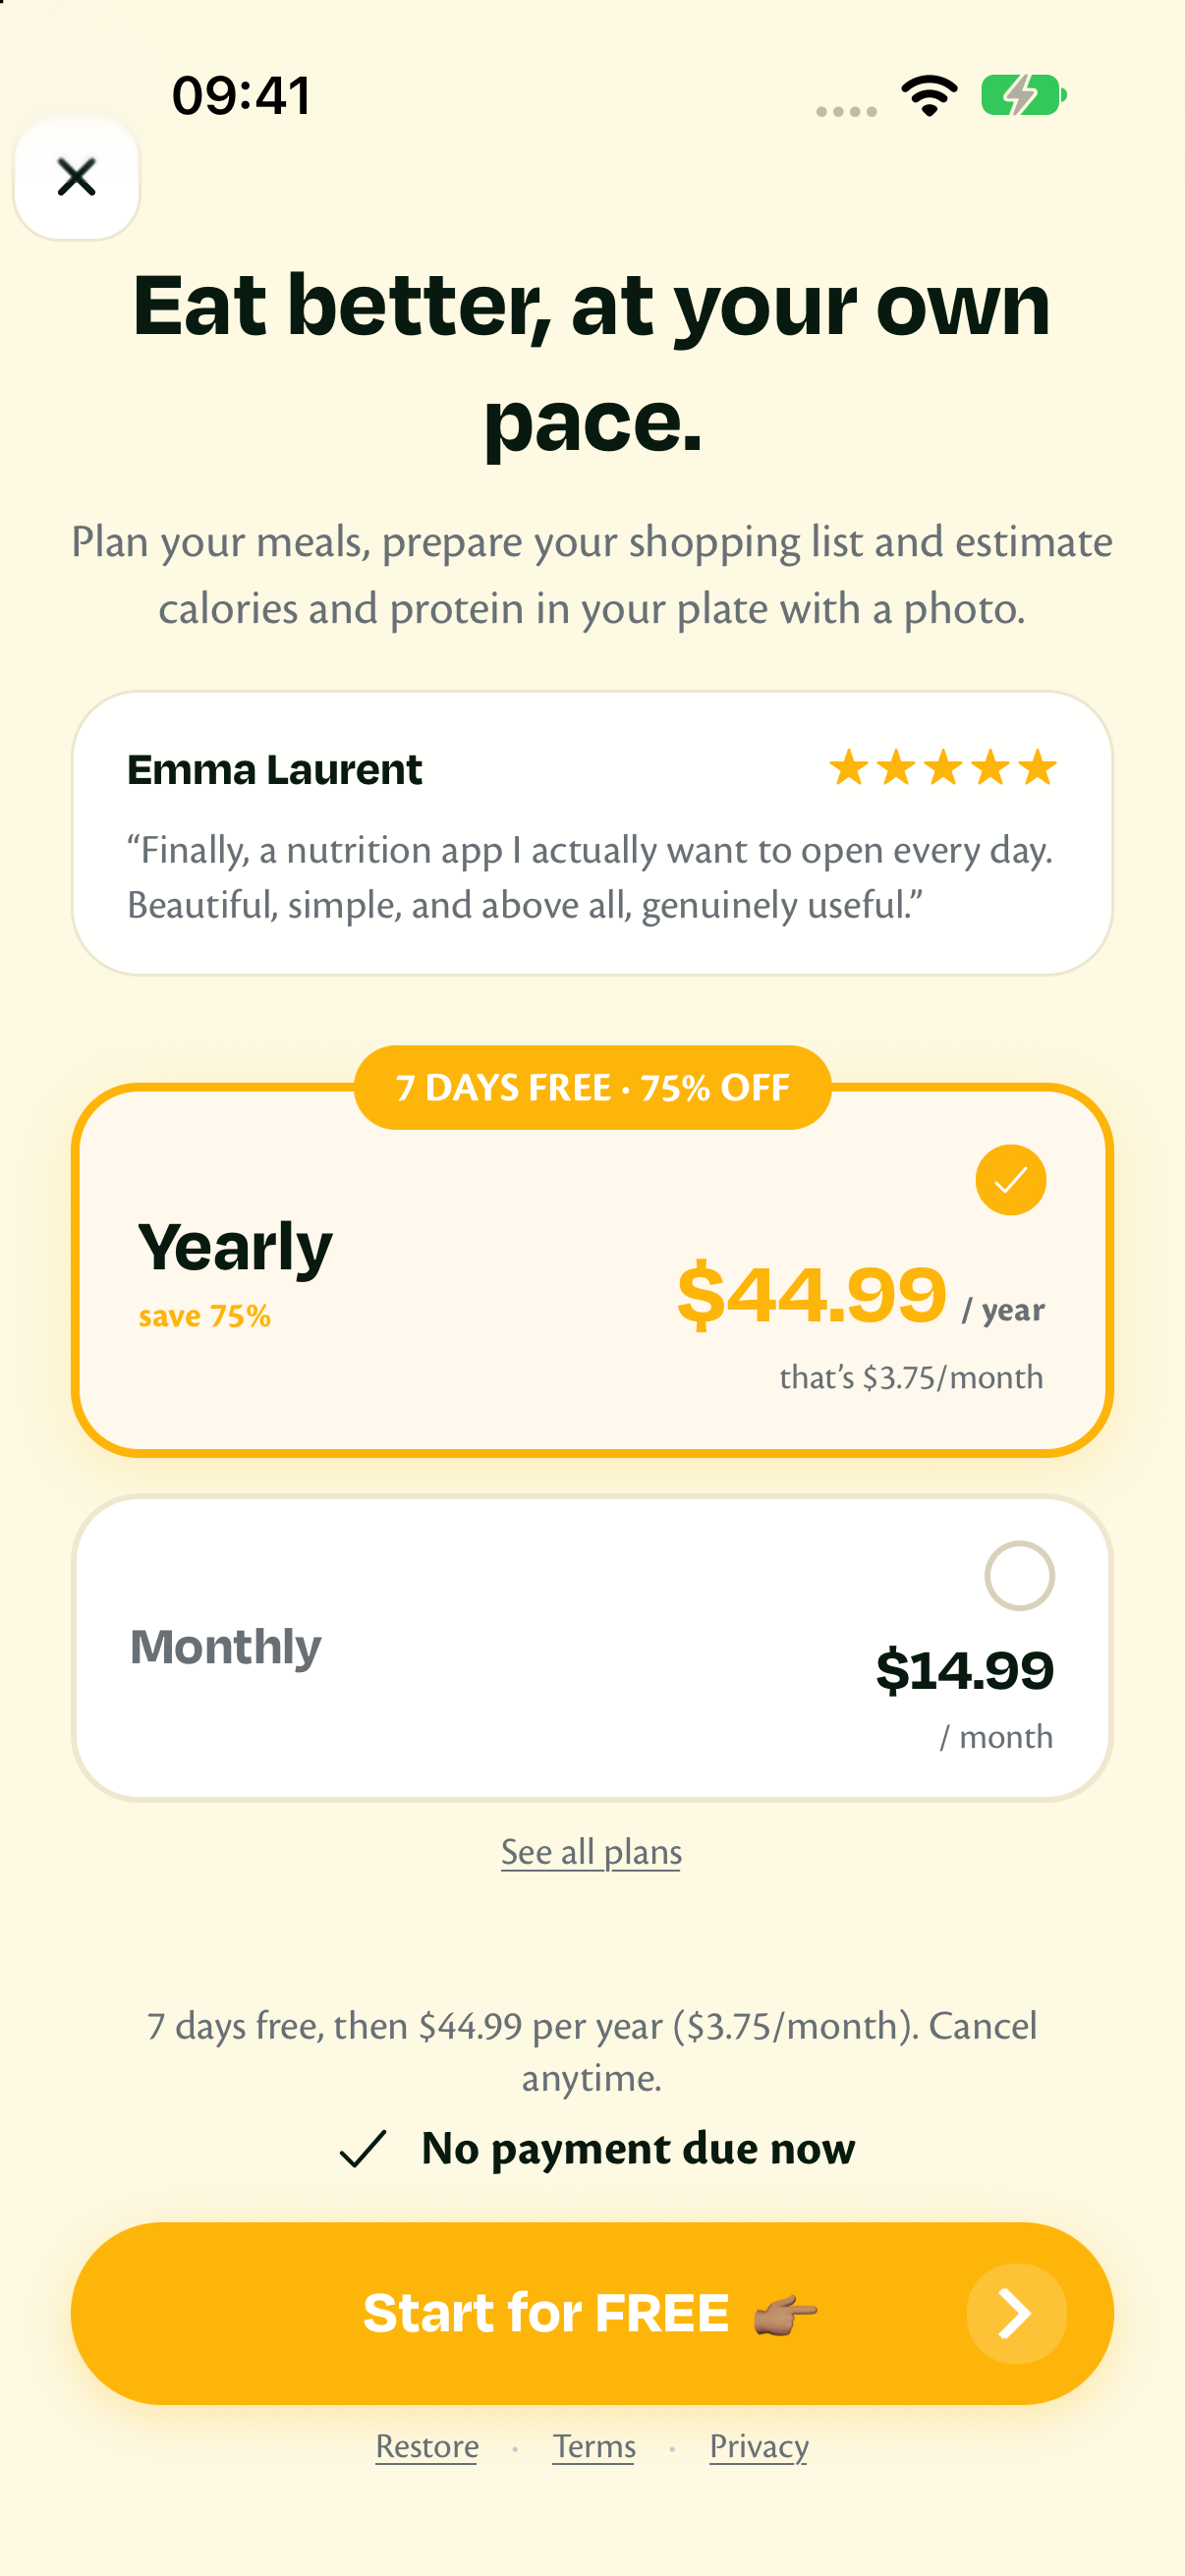 09:41
Eat better, at your own
pace.
Plan your meals, prepare your shopping list and estimate
calories and protein in your plate with a photo.
Emma Laurent ★★★★★
“Finally, a nutrition app I actually want to open every day.
Beautiful, simple, and above all, genuinely useful.”
7 DAYS FREE · 75% OFF
Yearly
save 75%
$44.99 / year
that’s $3.75/month
Monthly
$14.99
/ month
See all plans
7 days free, then $44.99 per year ($3.75/month). Cancel
anytime.
No payment due now
Start for FREE 👉🏾
Restore · Terms · Privacy